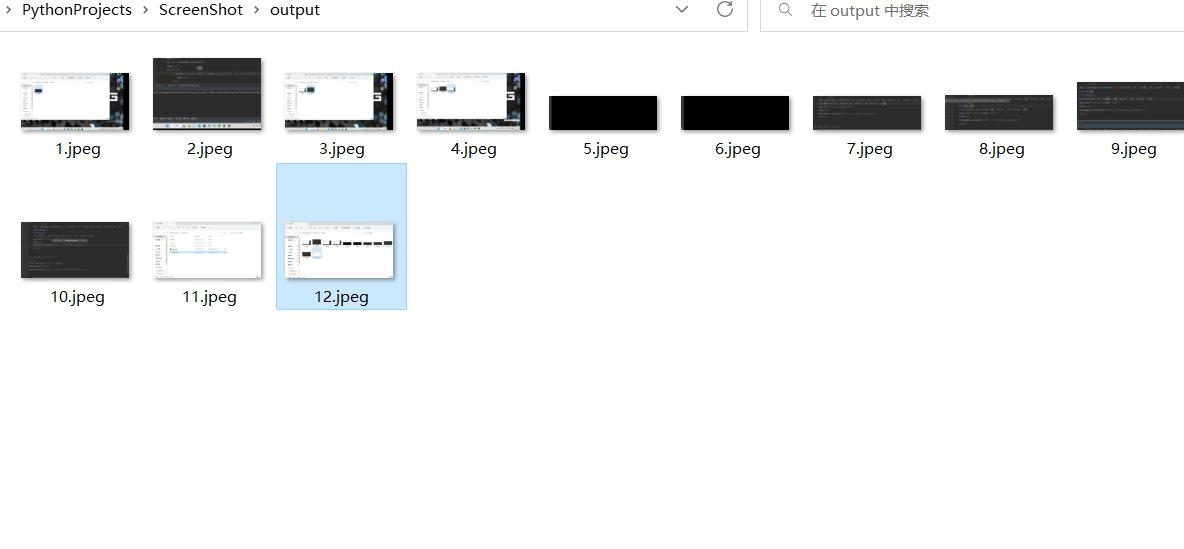 PythonProjects > ScreenShot > output
在 output 中搜索
1.jpeg
2.jpeg
3.jpeg
4.jpeg
5.jpeg
6.jpeg
7.jpeg
8.jpeg
9.jpeg
10.jpeg
11.jpeg
12.jpeg